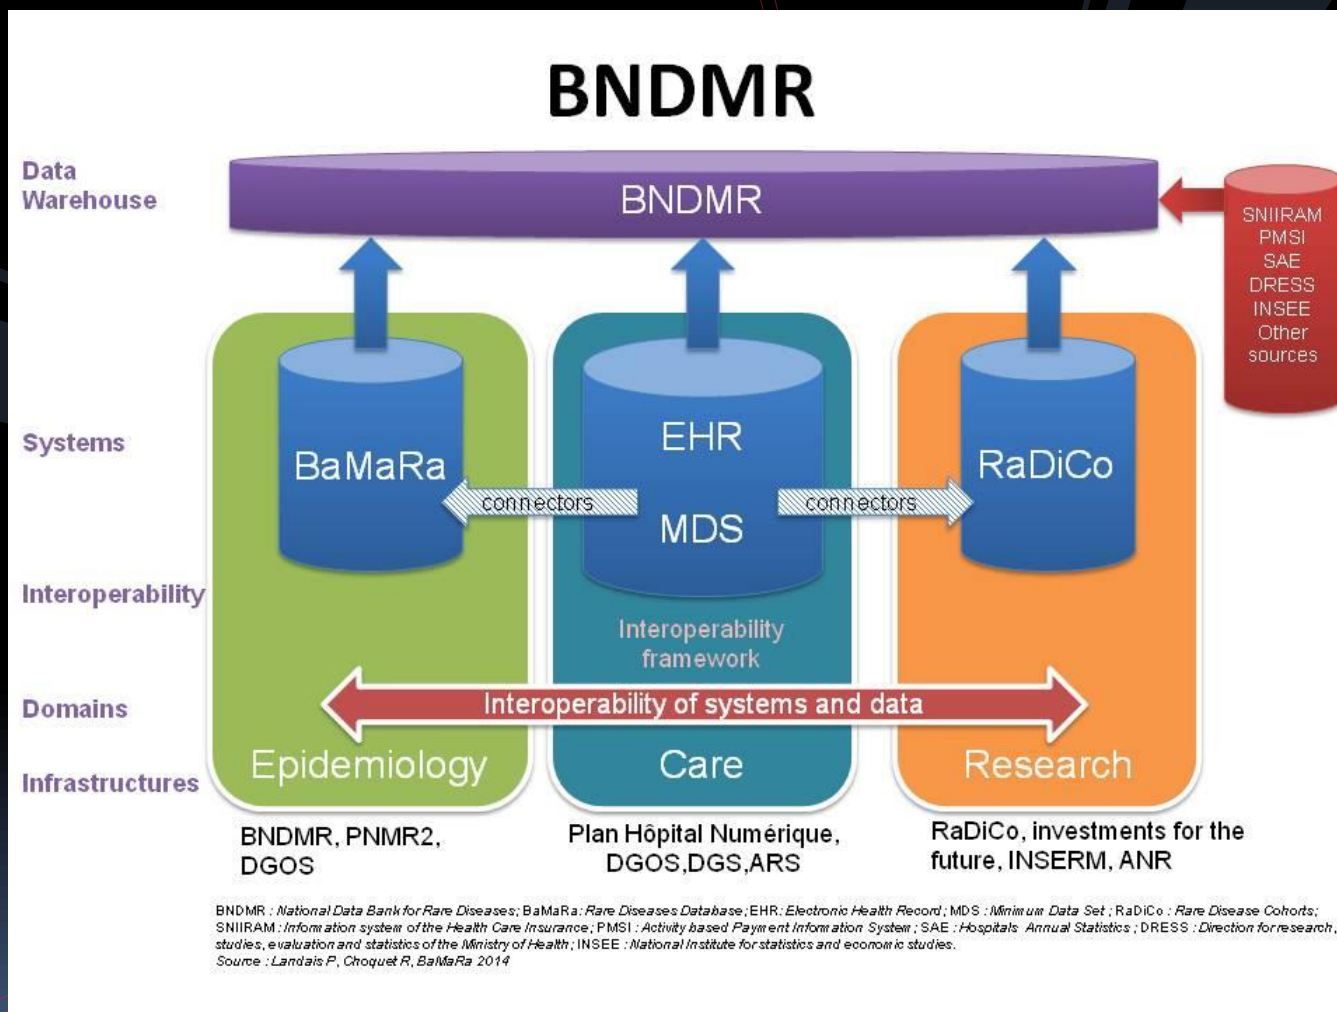 BNDMR
Data
Warehouse
BNDMR
SNIIRAM
PMSI
SAE
DRESS
INSEE
Other
sources
Systems
BaMaRa
EHR
MDS
RaDiCo
connectors
connectors
Interoperability
Interoperability
framework
Domains
Interoperability of systems and data
Infrastructures
Epidemiology
Care
Research
BNDMR, PNMR2,
DGOS
Plan Hôpital Numérique,
DGOS,DGS,ARS
RaDiCo, investments for the
future, INSERM, ANR
BNDMR : National Data Bank for Rare Diseases; BaMaRa: Rare Diseases Database; EHR: Electronic Health Record; MDS : Minimum Data Set ; RaDiCo : Rare Disease Cohorts;
SNIIRAM : Information system of the Health Care Insurance; PMSI : Activity based Payment Information System ; SAE : Hospitals Annual Statistics ; DRESS : Direction for research,
studies, evaluation and statistics of the Ministry of Health; INSEE : National Institute for statistics and economic studies.
Source : Landais P, Choquet R, BaMaRa 2014